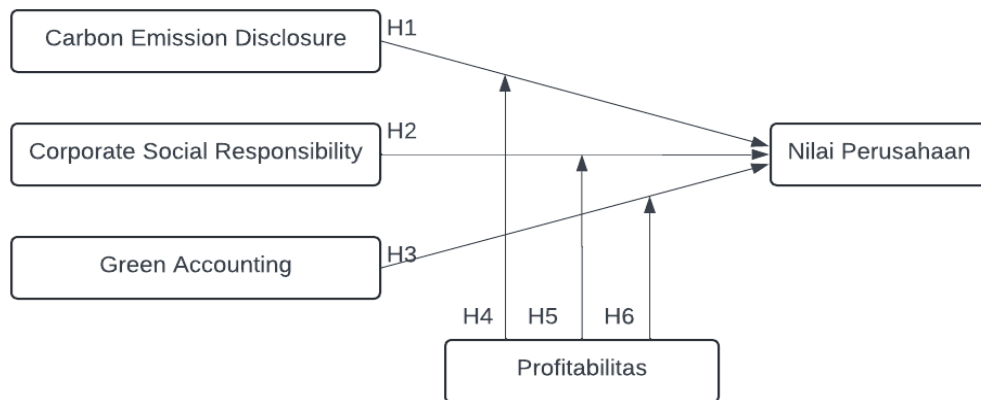 Carbon Emission Disclosure
H1
Corporate Social Responsibility
H2
Nilai Perusahaan
Green Accounting
H3
H4
H5
H6
Profitabilitas